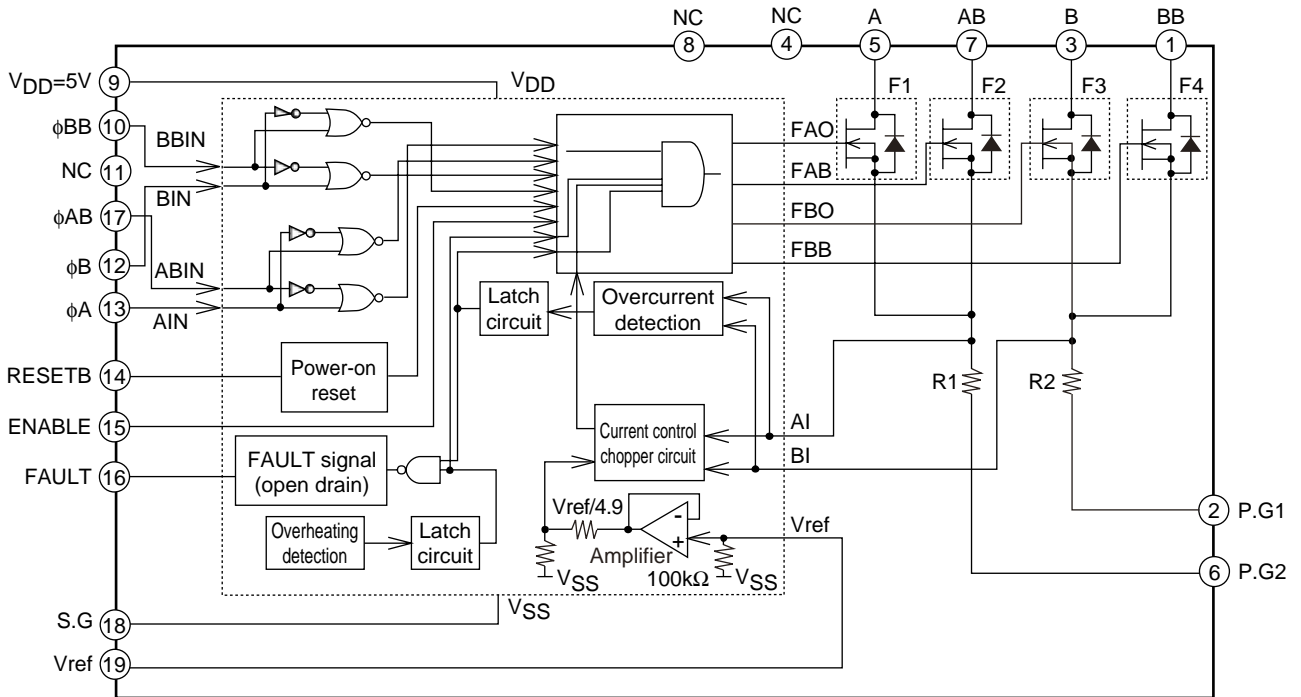 NC
8
4
NC
A
5
AB
7
B
3
BB
1
VDD=5V
9
VDD
F1
F2
F3
F4
ϕBB
10
BBIN
FAO
NC
11
BIN
FAB
ϕAB
17
FBO
ϕB
12
ABIN
FBB
ϕA
13
AIN
Latch
circuit
Overcurrent
detection
RESETB
14
Power-on
reset
R1
R2
ENABLE
15
Current control
chopper circuit
AI
BI
FAULT
16
FAULT signal
(open drain)
Vref/4.9
-
+
Amplifier
Vref
2
P.G1
Overheating
detection
Latch
circuit
VSS
100kΩ
VSS
6
P.G2
VSS
S.G
18
Vref
19